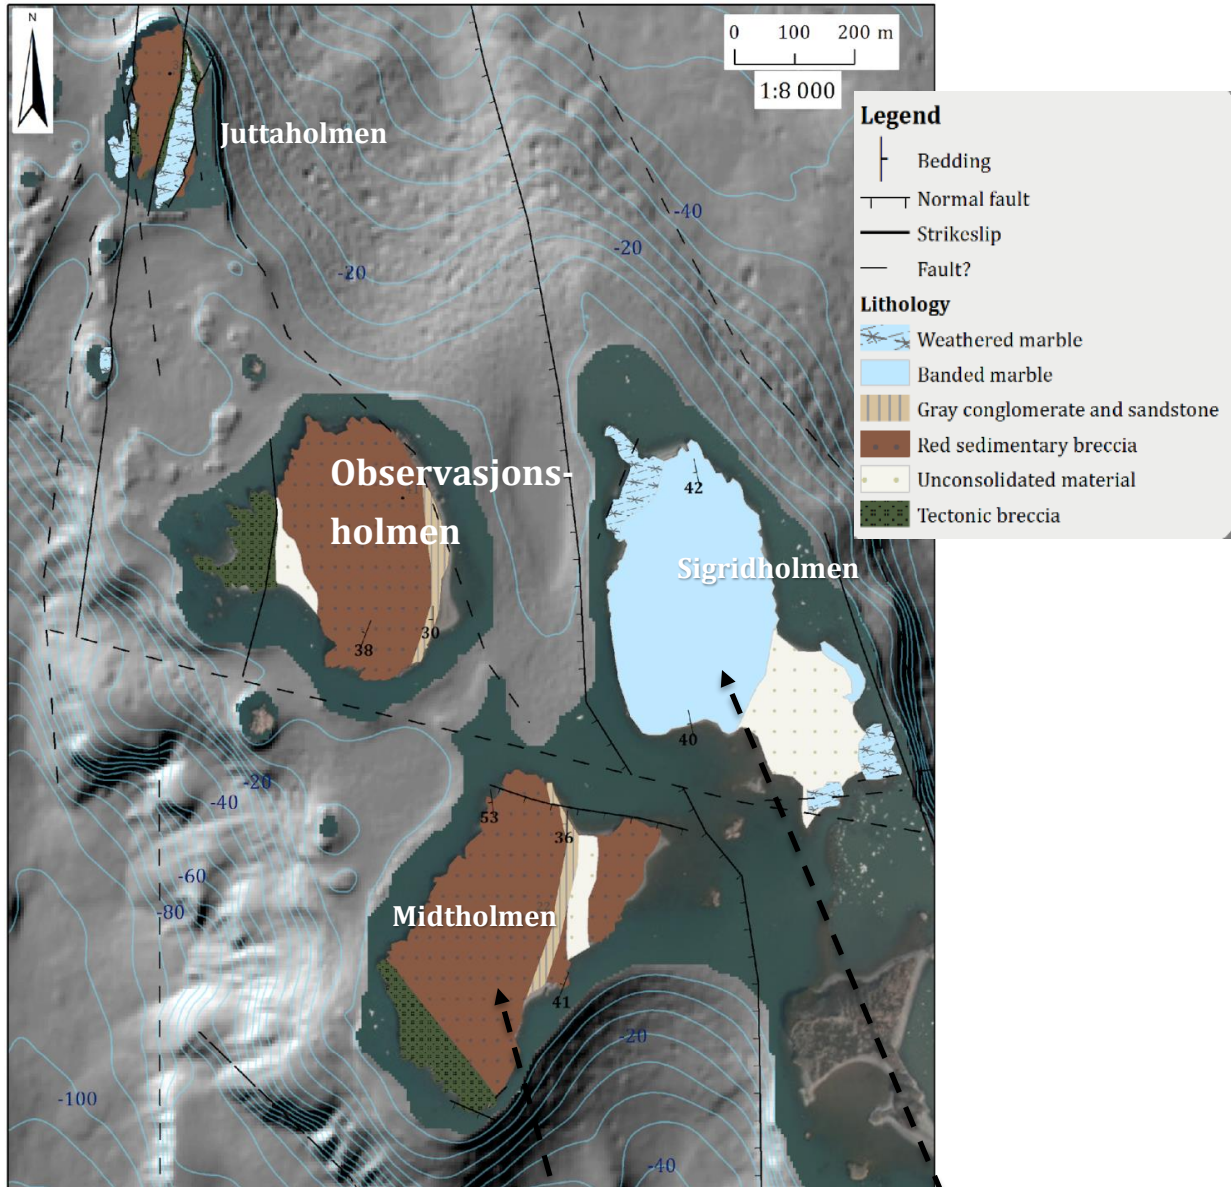 N
0 100 200 m
1:8 000
Legend
Bedding
Normal fault
Strikeslip
Fault?
Lithology
Weathered marble
Banded marble
Gray conglomerate and sandstone
Red sedimentary breccia
Unconsolidated material
Tectonic breccia
Juttaholmen
-40
-20
-20
Observasjons-
holmen
42
Sigridholmen
30
38
40
-20
-40
53
36
-60
-80
Midtholmen
41
-20
-100
-40